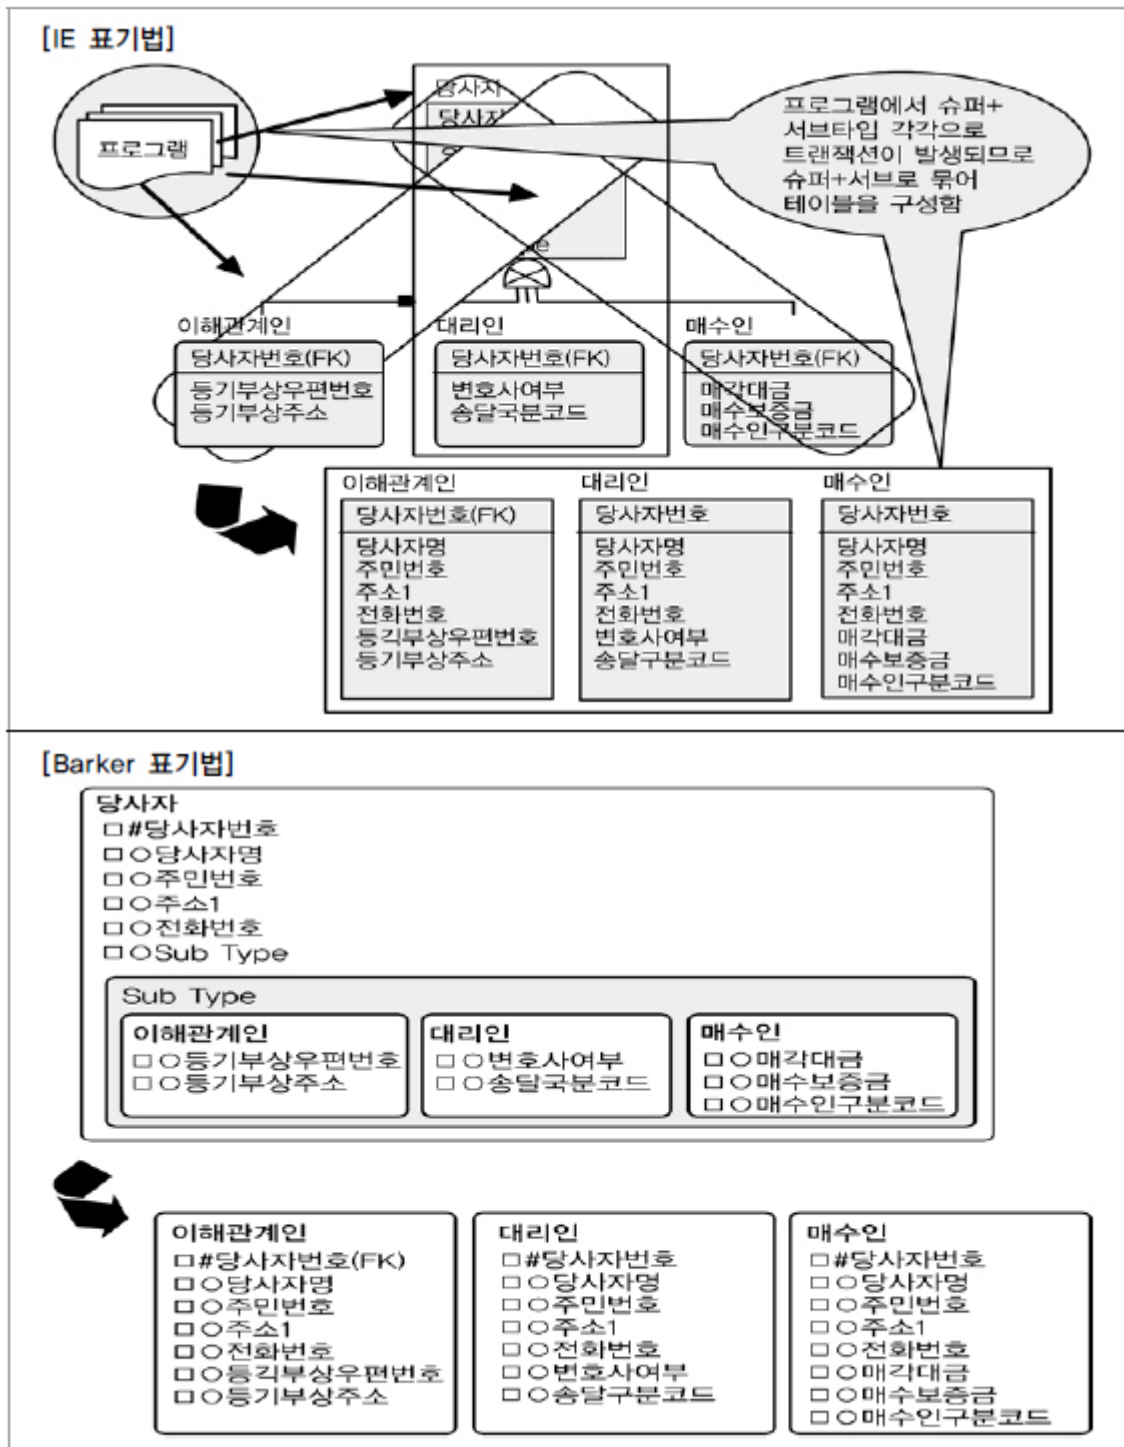 [IE 표기법]
프로그램
당사자
당사자
프로그램에서 슈퍼+
서브타입 각각으로
트랜잭션이 발생되므로
슈퍼+서브로 묶어
테이블을 구성함
이해관계인
당사자번호(FK)
등기부상우편번호
등기부상주소
대리인
당사자번호(FK)
변호사여부
송달국분코드
매수인
당사자번호(FK)
매각대금
매수보증금
매수인구분코드
이해관계인
당사자번호(FK)
당사자명
주민번호
주소1
전화번호
등긱부상우편번호
등기부상주소
대리인
당사자번호
당사자명
주민번호
주소1
전화번호
변호사여부
송달구분코드
매수인
당사자번호
당사자명
주민번호
주소1
전화번호
매각대금
매수보증금
매수인구분코드
[Barker 표기법]
당사자
□#당사자번호
□○당사자명
□○주민번호
□○주소1
□○전화번호
□○Sub Type
Sub Type
이해관계인
□○등기부상우편번호
□○등기부상주소
대리인
□○변호사여부
□○송달국분코드
매수인
□○매각대금
□○매수보증금
□○매수인구분코드
이해관계인
□#당사자번호(FK)
□○당사자명
□○주민번호
□○주소1
□○전화번호
□○등긱부상우편번호
□○등기부상주소
대리인
□#당사자번호
□○당사자명
□○주민번호
□○주소1
□○전화번호
□○변호사여부
□○송달구분코드
매수인
□#당사자번호
□○당사자명
□○주민번호
□○주소1
□○전화번호
□○매각대금
□○매수보증금
□○매수인구분코드